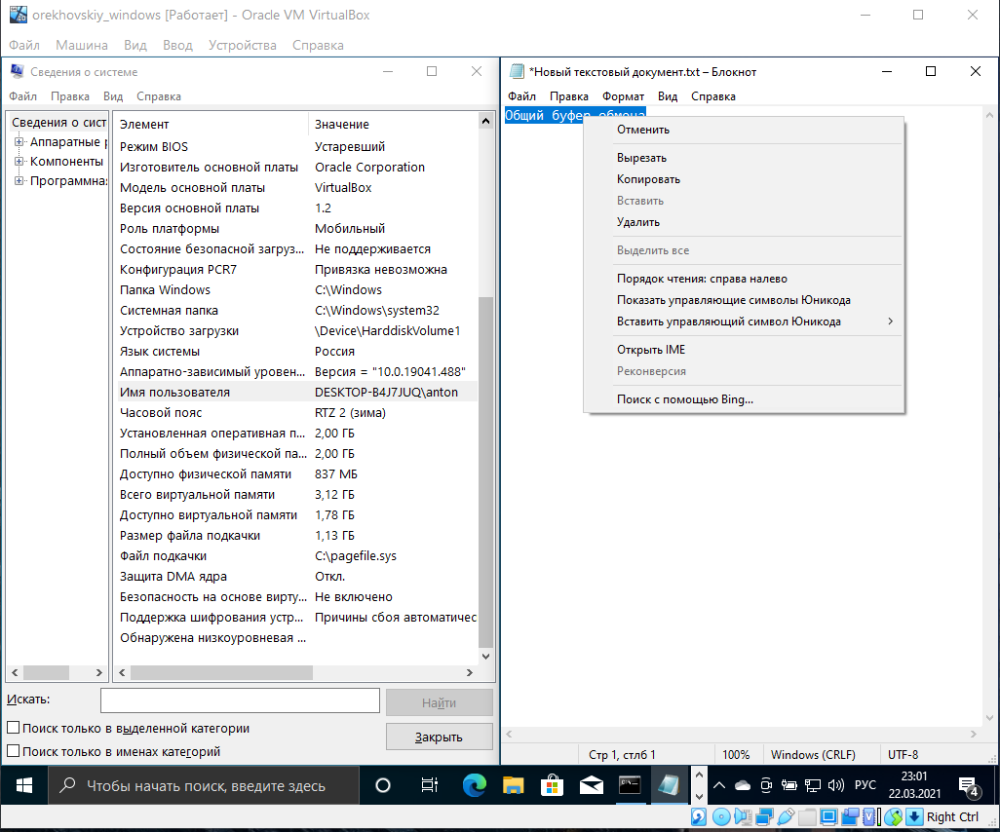 orekhovskiy_windows [Работает] - Oracle VM VirtualBox
Файл Машина Вид Ввод Устройства Справка
Сведения о системе
Файл Правка Вид Справка
Сведения о сист
Аппаратные р
Компоненты
Программна
Элемент Значение
Режим BIOS Устаревший
Изготовитель основной платы Oracle Corporation
Модель основной платы VirtualBox
Версия основной платы 1.2
Роль платформы Мобильный
Состояние безопасной загруз... Не поддерживается
Конфигурация PCR7 Привязка невозможна
Папка Windows C:\Windows
Системная папка C:\Windows\system32
Устройство загрузки \Device\HarddiskVolume1
Язык системы Россия
Аппаратно-зависимый уровен... Версия = "10.0.19041.488"
Имя пользователя DESKTOP-B4J7JUQ\anton
Часовой пояс RTZ 2 (зима)
Установленная оперативная п... 2,00 ГБ
Полный объем физической па... 2,00 ГБ
Доступно физической памяти 837 МБ
Всего виртуальной памяти 3,12 ГБ
Доступно виртуальной памяти 1,78 ГБ
Размер файла подкачки 1,13 ГБ
Файл подкачки C:\pagefile.sys
Защита DMA ядра Откл.
Безопасность на основе вирту... Не включено
Поддержка шифрования устр... Причины сбоя автоматичес
Обнаружена низкоуровневая ...
Искать:
Найти
Поиск только в выделенной категории
Закрыть
Поиск только в именах категорий
*Новый текстовый документ.txt – Блокнот
Файл Правка Формат Вид Справка
Общий буфер обмена
Отменить
Вырезать
Копировать
Вставить
Удалить
Выделить все
Порядок чтения: справа налево
Показать управляющие символы Юникода
Вставить управляющий символ Юникода
Открыть IME
Реконверсия
Поиск с помощью Bing...
Стр 1, стлб 1 100% Windows (CRLF) UTF-8
Чтобы начать поиск, введите здесь
РУС
23:01
22.03.2021
4
Right Ctrl